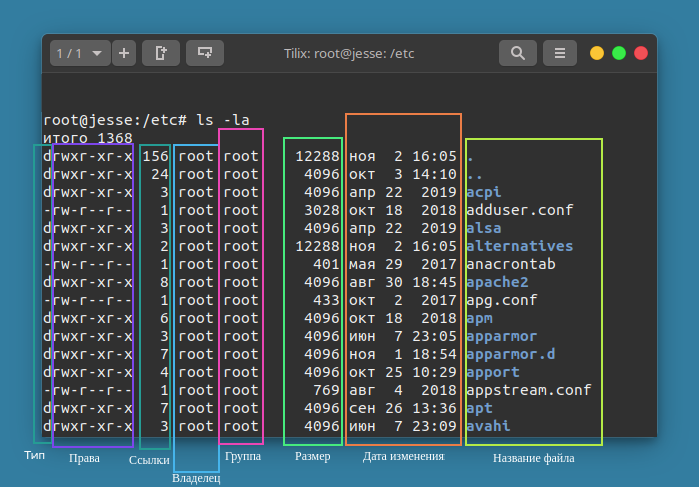 1 / 1
Tilix: root@jesse: /etc
root@jesse:/etc# ls -la
итого 1368
drwxr-xr-x 156 root root 12288 ноя 2 16:05 .
drwxr-xr-x 24 root root 4096 окт 3 14:10 ..
drwxr-xr-x 3 root root 4096 апр 22 2019 acpi
-rw-r--r-- 1 root root 3028 окт 18 2018 adduser.conf
drwxr-xr-x 3 root root 4096 апр 22 2019 alsa
drwxr-xr-x 2 root root 12288 ноя 2 16:05 alternatives
-rw-r--r-- 1 root root 401 мая 29 2017 anacrontab
drwxr-xr-x 8 root root 4096 авг 30 18:45 apache2
-rw-r--r-- 1 root root 433 окт 2 2017 apg.conf
drwxr-xr-x 6 root root 4096 окт 18 2018 apm
drwxr-xr-x 3 root root 4096 июн 7 23:05 apparmor
drwxr-xr-x 7 root root 4096 ноя 1 18:54 apparmor.d
drwxr-xr-x 4 root root 4096 окт 25 10:29 apport
-rw-r--r-- 1 root root 769 авг 4 2018 appstream.conf
drwxr-xr-x 7 root root 4096 сен 26 13:36 apt
drwxr-xr-x 3 root root 4096 июн 7 23:09 avahi
Тип Права Ссылки Группа Размер Дата изменения Название файла
Владелец